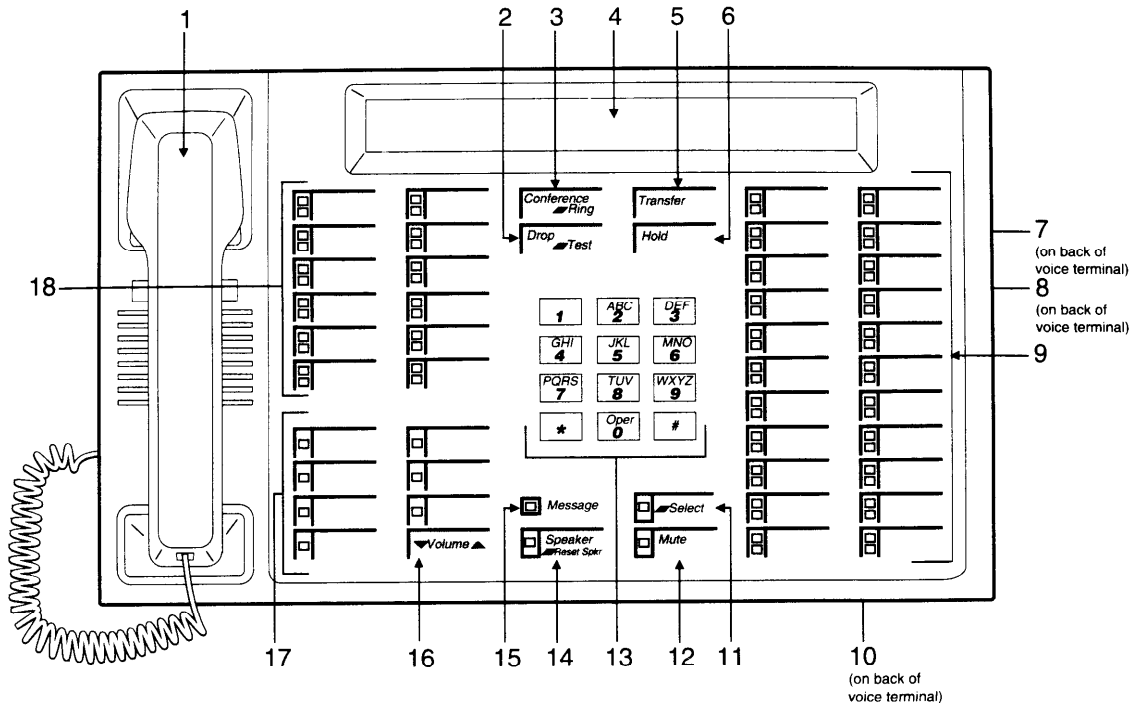 1 2 3 4 5 6
Conference
Ring
Transfer
Drop
Test
Hold
7
(on back of
voice terminal)
18
8
(on back of
voice terminal)
1 ABC 2 DEF 3
9
GHI 4 JKL 5 MNO 6
PQRS 7 TUV 8 WXYZ 9
* Oper 0 #
Message
Select
Volume
Speaker
Reset Spkr
Mute
17 16 15 14 13 12 11 10
(on back of
voice terminal)